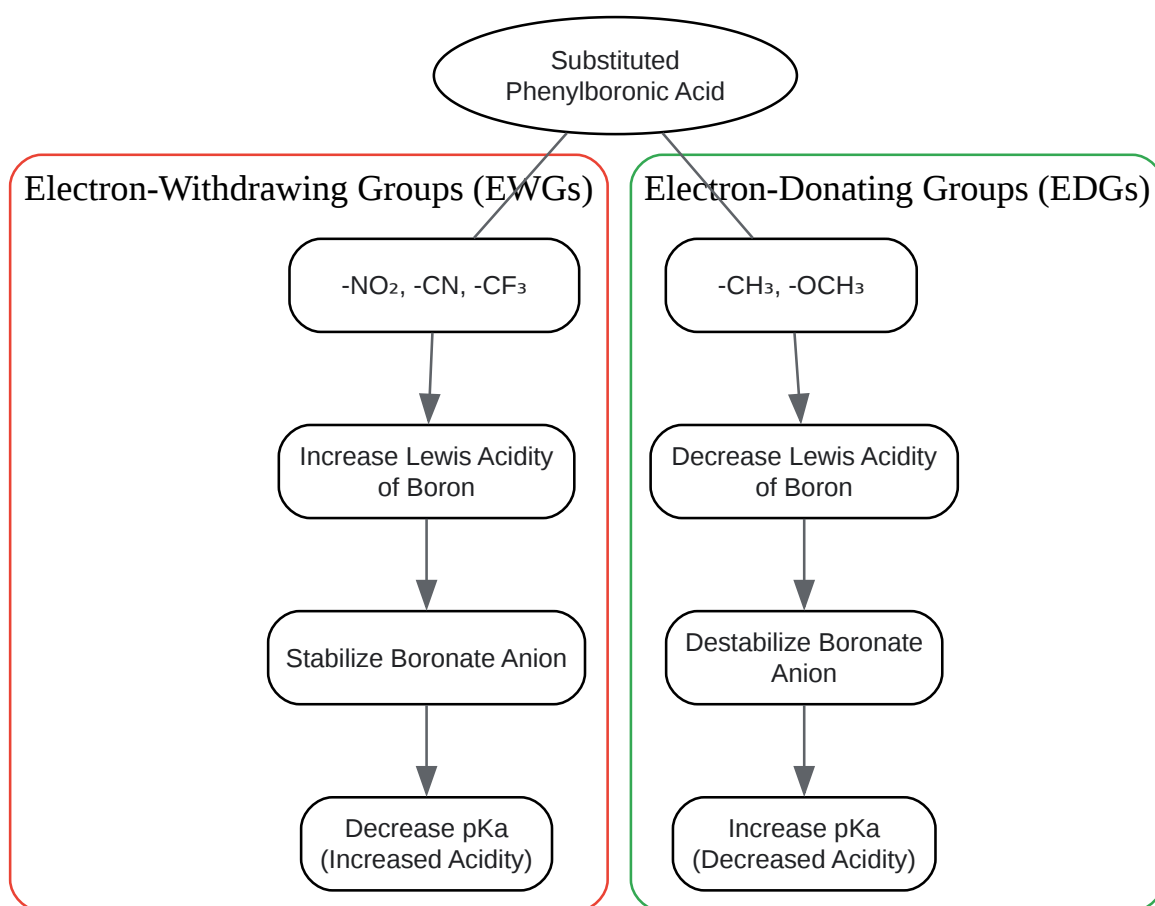 Substituted
Phenylboronic Acid
Electron-Withdrawing Groups (EWGs)
-NO₂, -CN, -CF₃
Increase Lewis Acidity
of Boron
Stabilize Boronate Anion
Decrease pKa
(Increased Acidity)
Electron-Donating Groups (EDGs)
-CH₃, -OCH₃
Decrease Lewis Acidity
of Boron
Destabilize Boronate
Anion
Increase pKa
(Decreased Acidity)